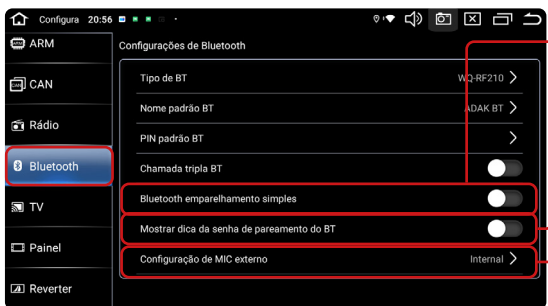 Configura 20:56
ARM
CAN
Rádio
Bluetooth
TV
Painel
Reverter
Configurações de Bluetooth
Tipo de BT WQ-RF210
Nome padrão BT ADAK BT
PIN padrão BT
Chamada tripla BT
Bluetooth emparelhamento simples
Mostrar dica da senha de pareamento do BT
Configuração de MIC externo Internal